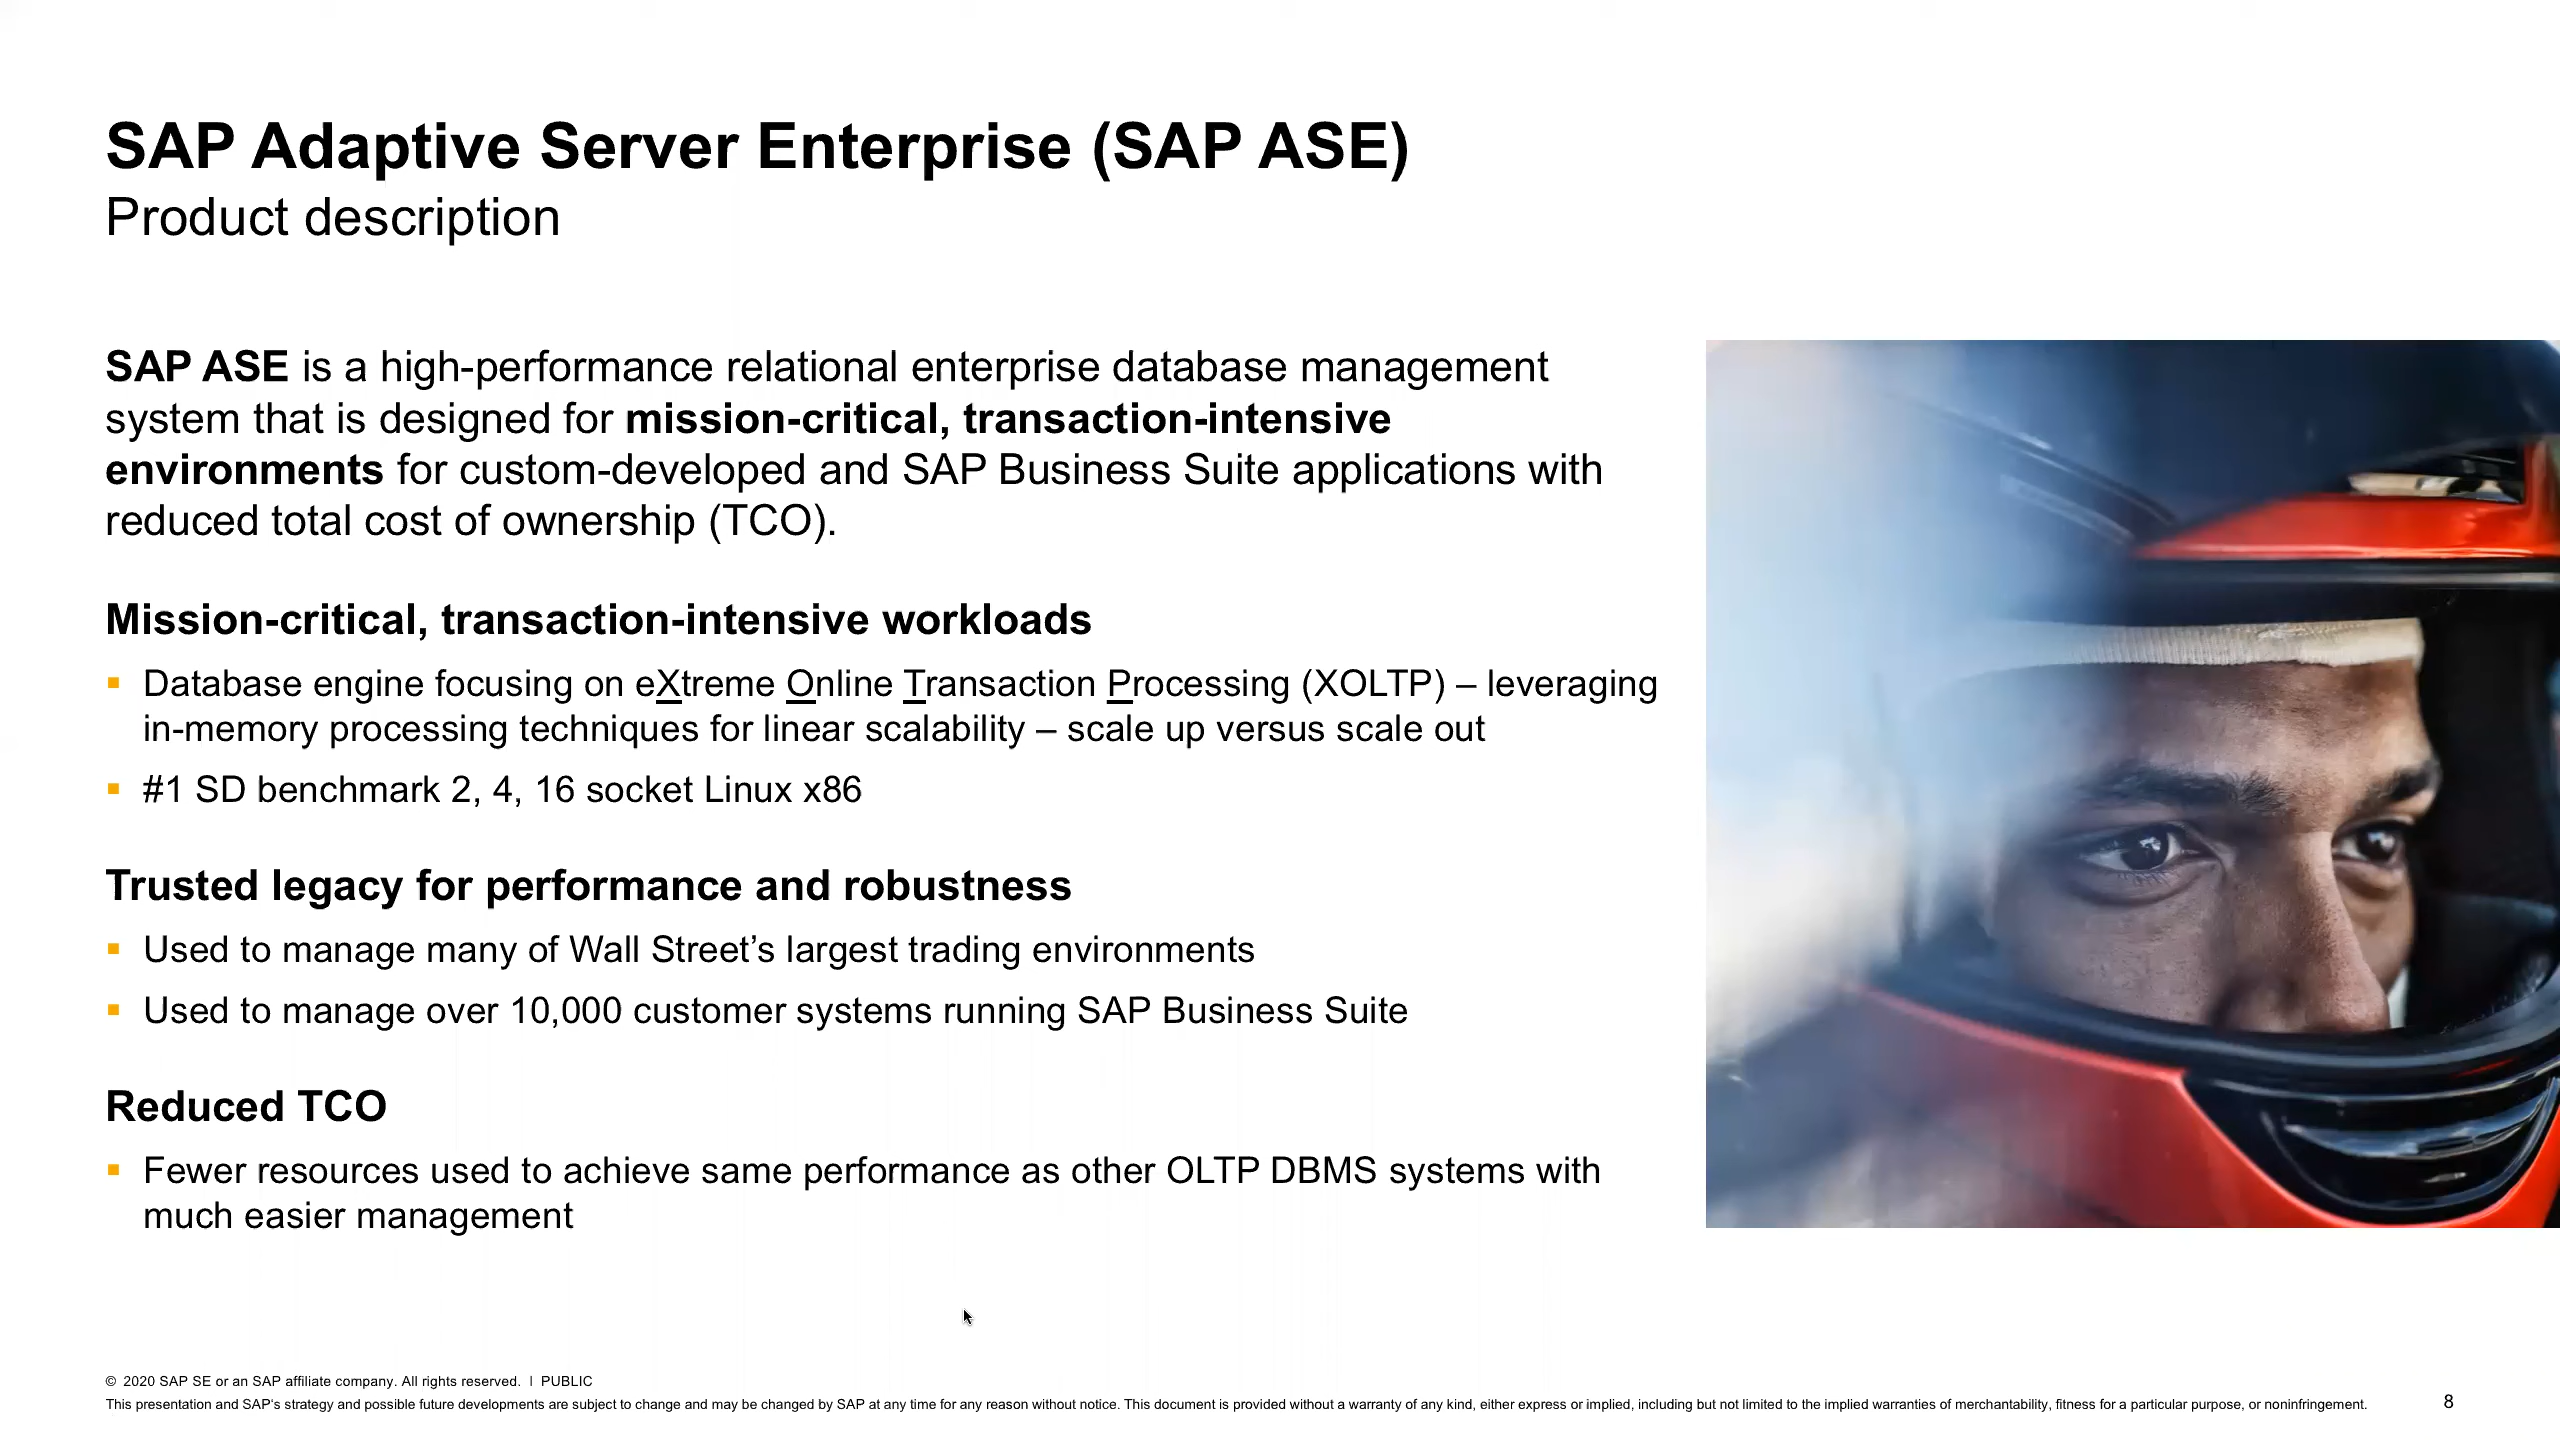 SAP Adaptive Server Enterprise (SAP ASE)
Product description
SAP ASE is a high-performance relational enterprise database management
system that is designed for mission-critical, transaction-intensive
environments for custom-developed and SAP Business Suite applications with
reduced total cost of ownership (TCO).
Mission-critical, transaction-intensive workloads
▪ Database engine focusing on eXtreme Online Transaction Processing (XOLTP) – leveraging
in-memory processing techniques for linear scalability – scale up versus scale out
▪ #1 SD benchmark 2, 4, 16 socket Linux x86
Trusted legacy for performance and robustness
▪ Used to manage many of Wall Street’s largest trading environments
▪ Used to manage over 10,000 customer systems running SAP Business Suite
Reduced TCO
▪ Fewer resources used to achieve same performance as other OLTP DBMS systems with
much easier management
© 2020 SAP SE or an SAP affiliate company. All rights reserved. ǀ PUBLIC
This presentation and SAP's strategy and possible future developments are subject to change and may be changed by SAP at any time for any reason without notice. This document is provided without a warranty of any kind, either express or implied, including but not limited to the implied warranties of merchantability, fitness for a particular purpose, or noninfringement.
8